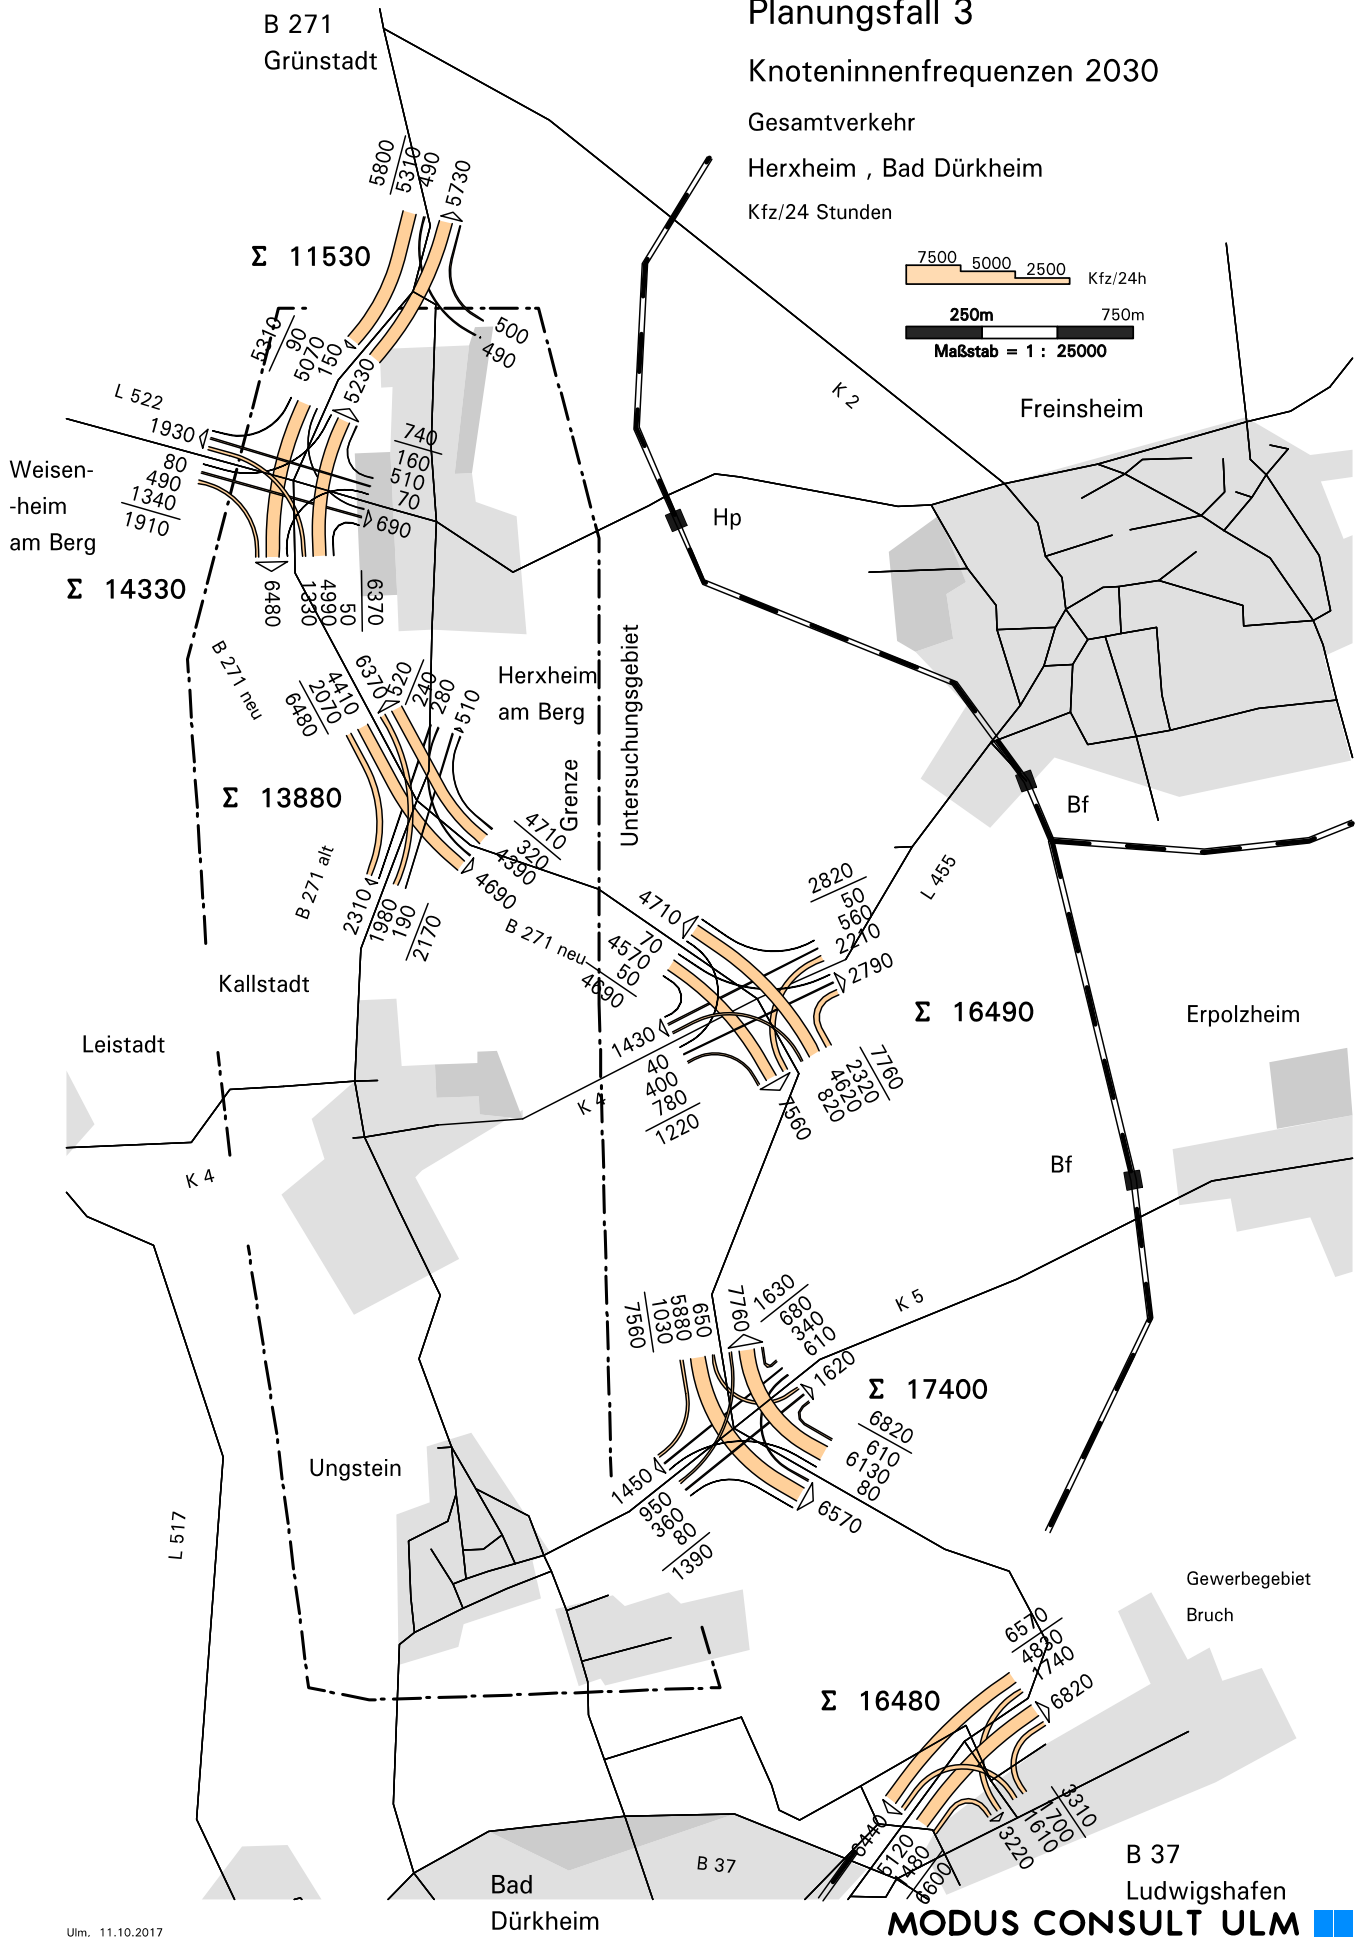 Planungsfall 3
Knoteninnenfrequenzen 2030
Gesamtverkehr
Herxheim , Bad Dürkheim
Kfz/24 Stunden
7500 5000 2500 Kfz/24h
250m 750m
Maßstab = 1 : 25000
B 271
Grünstadt
5800
5310
490
5730
Σ 11530
500
490
5310
90
5070
150
5230
L 522
1930
80
490
1340
1910
740
160
510
70
690
Weisen-
-heim
am Berg
Σ 14330
6480
1330
4990
50
6370
K 2
Freinsheim
Hp
B 271 neu
6480
2070
4410
6370
520
240
280
510
Herxheim
am Berg
Grenze
Untersuchungsgebiet
Σ 13880
B 271 alt
2310
1980
190
2170
4710
320
4390
4690
Bf
L 455
B 271 neu
4710
70
4570
50
4690
2820
50
560
2210
2790
Σ 16490
1430
40
400
780
1220
7560
820
4620
2320
7760
Kallstadt
Leistadt
K 4
K 4
Erpolzheim
Bf
K 5
7560
1030
5880
650
7760
1630
680
340
610
1620
Σ 17400
6820
610
6130
80
6570
1450
950
360
80
1390
Ungstein
L 517
Gewerbegebiet
Bruch
6570
4830
1740
6820
Σ 16480
6440
5120
1480
6600
3310
1700
1610
3220
B 37
B 37
Ludwigshafen
Bad
Dürkheim
Ulm, 11.10.2017
MODUS CONSULT ULM